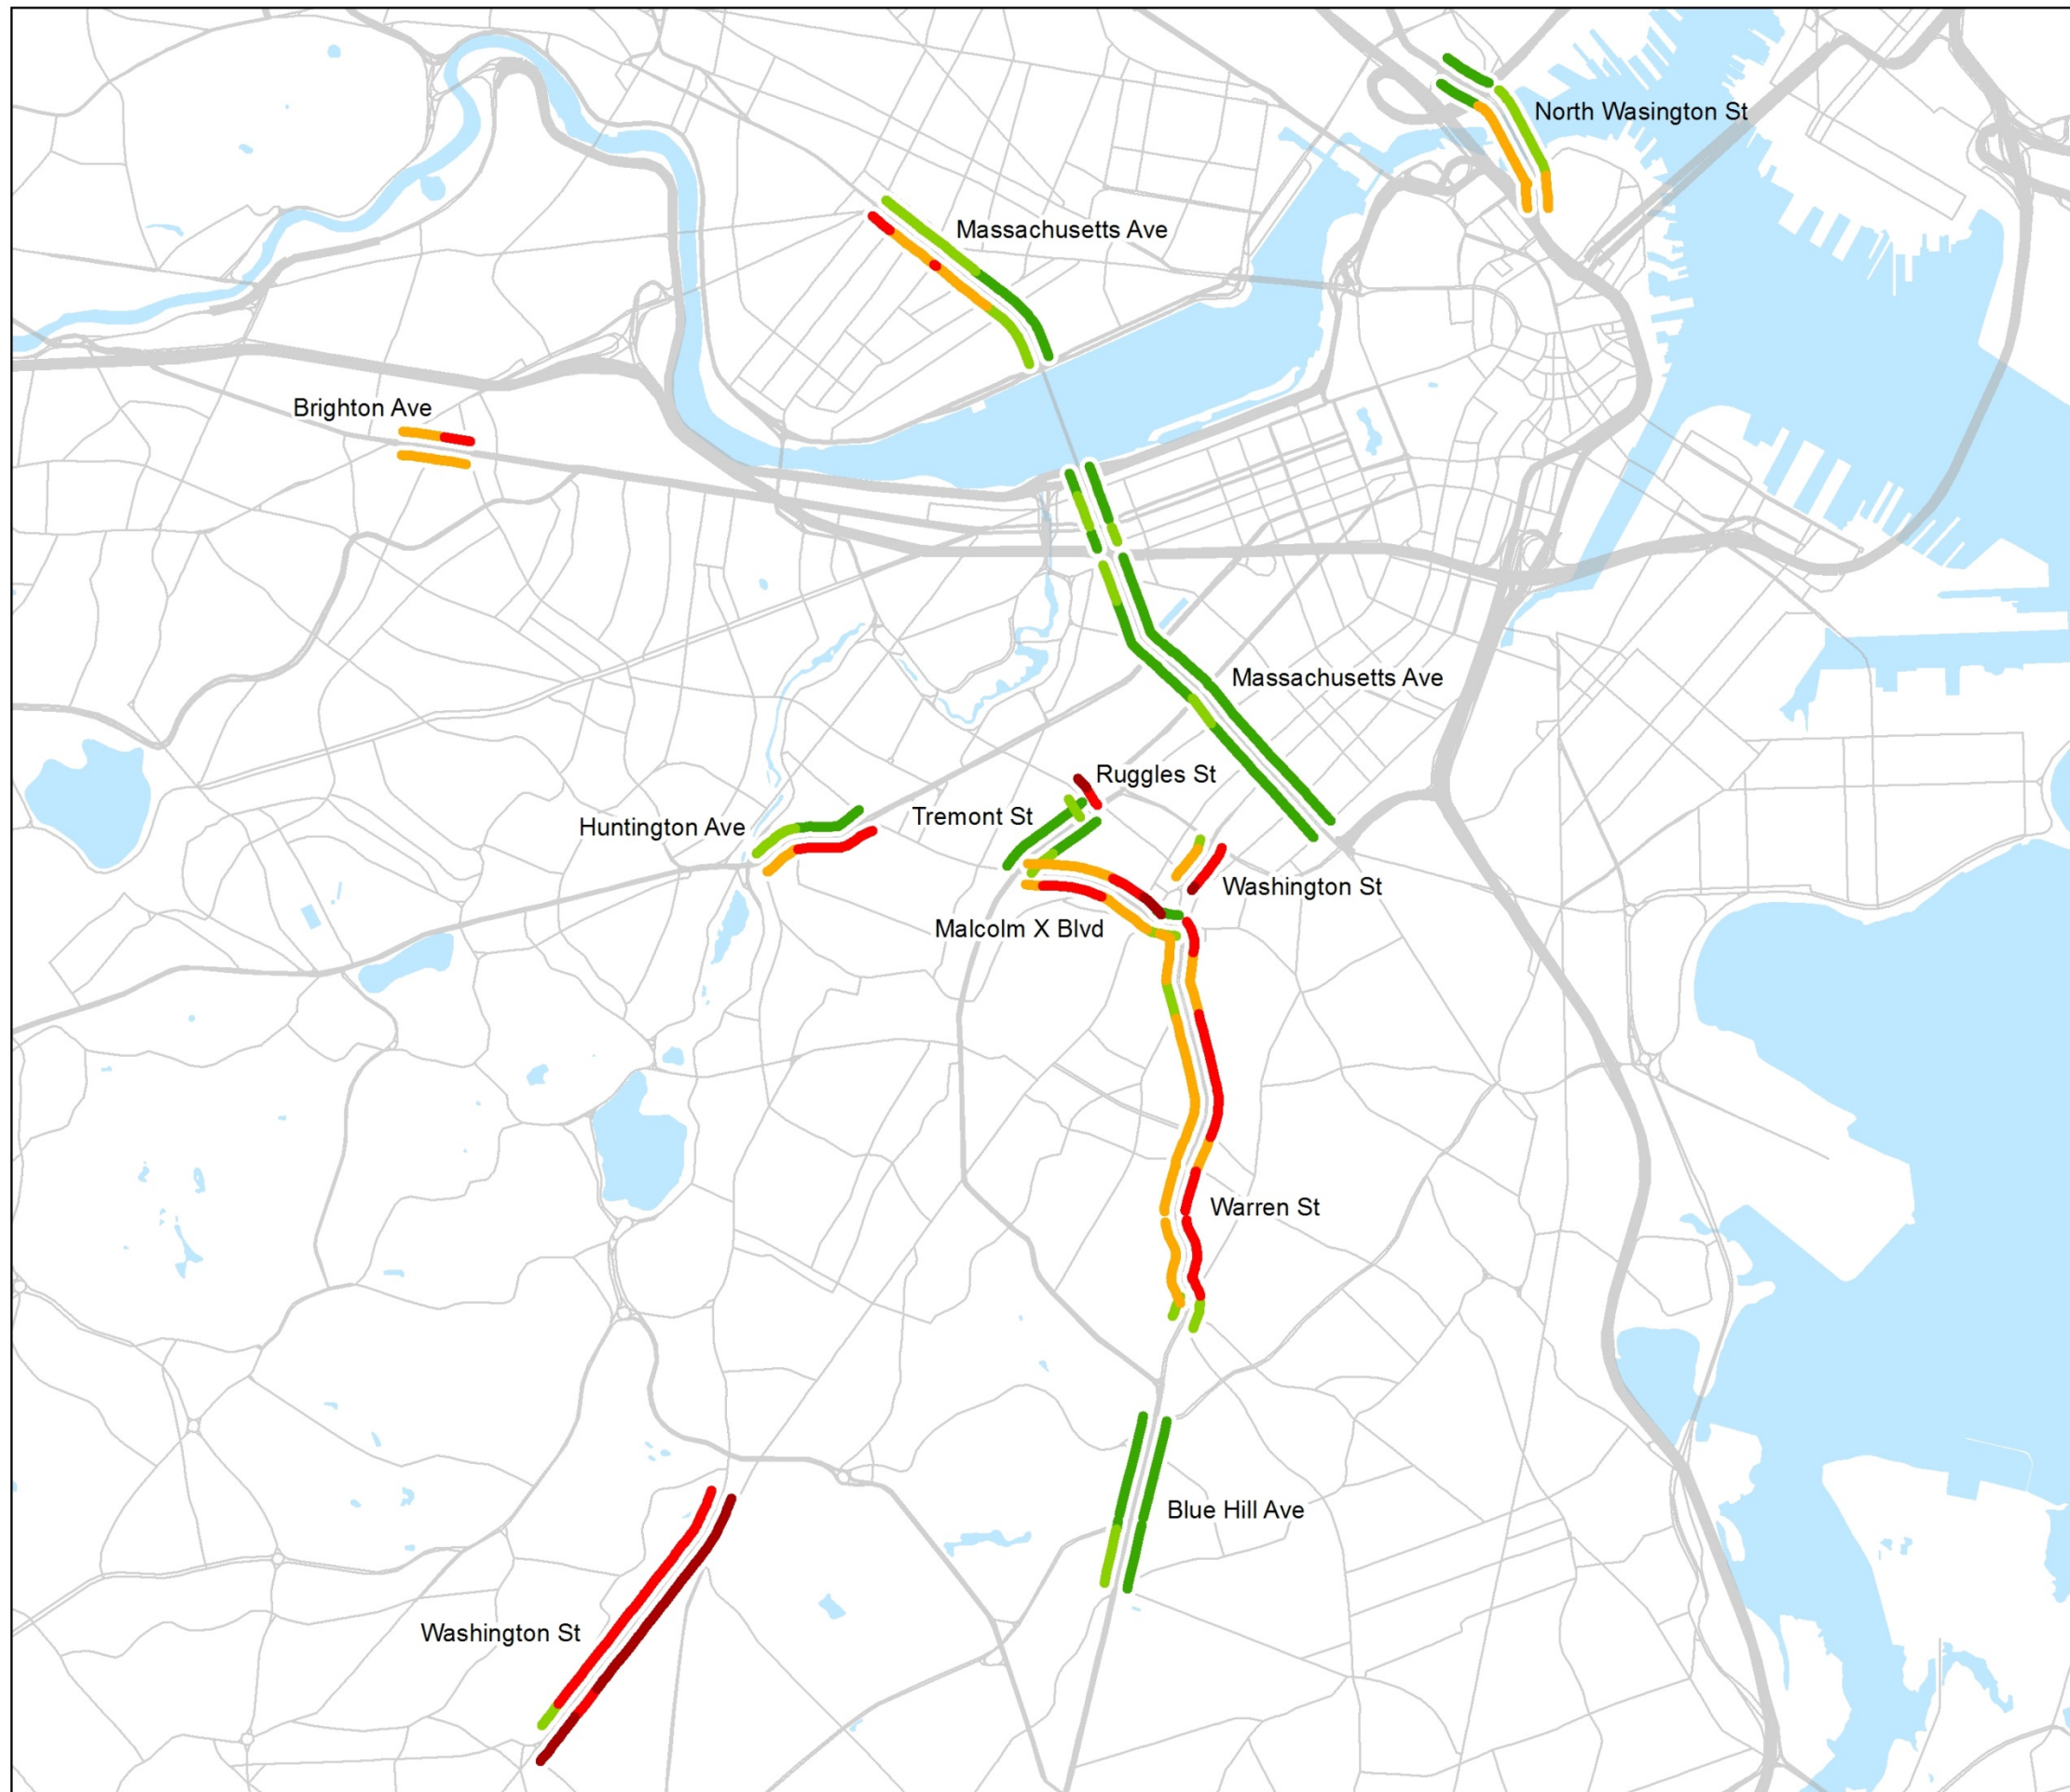 North Wasington St
Massachusetts Ave
Brighton Ave
Massachusetts Ave
Ruggles St
Tremont St
Huntington Ave
Washington St
Malcolm X Blvd
Warren St
Blue Hill Ave
Washington St